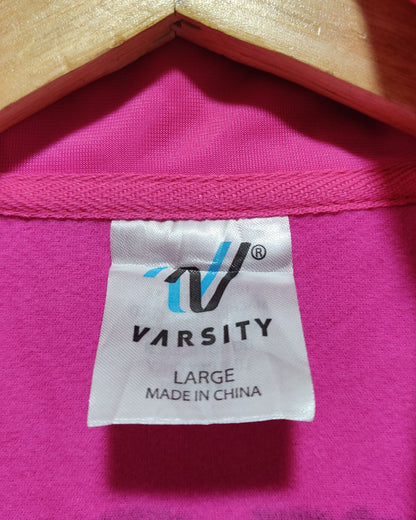 ®
VARSITY
LARGE
MADE IN CHINA